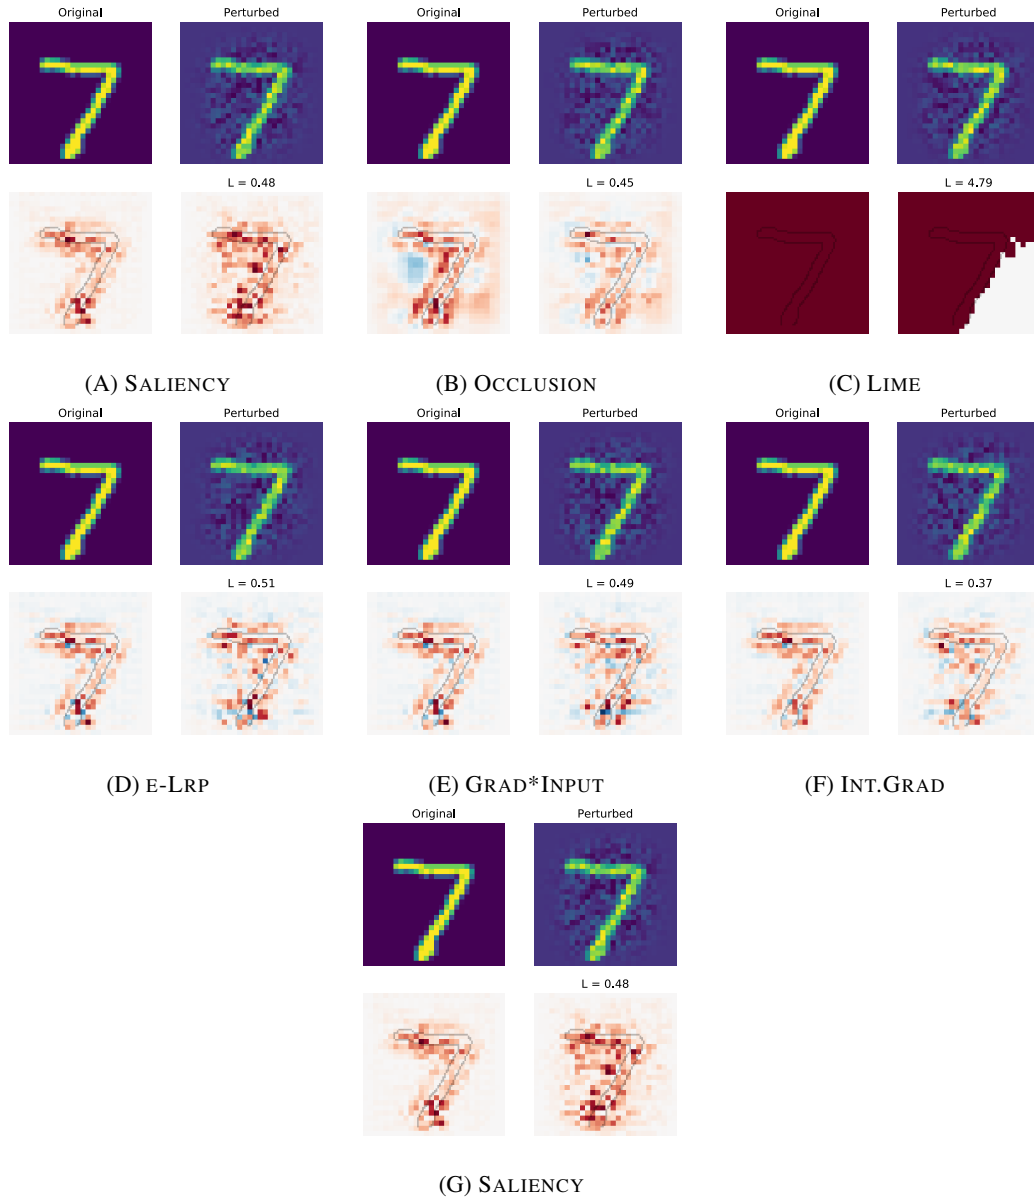 Original Perturbed Original Perturbed Original Perturbed
L = 0.48 L = 0.45 L = 4.79
(A) SALIENCY (B) OCCLUSION (C) LIME
Original Perturbed Original Perturbed Original Perturbed
L = 0.51 L = 0.49 L = 0.37
(D) E-LRP (E) GRAD*INPUT (F) INT.GRAD
Original Perturbed
L = 0.48
(G) SALIENCY